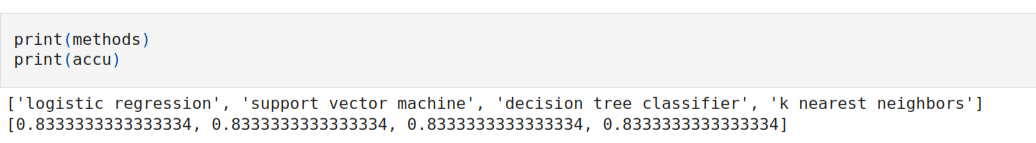 print(methods)
print(accu)
['logistic regression', 'support vector machine', 'decision tree classifier', 'k nearest neighbors']
[0.8333333333333334, 0.8333333333333334, 0.8333333333333334, 0.8333333333333334]